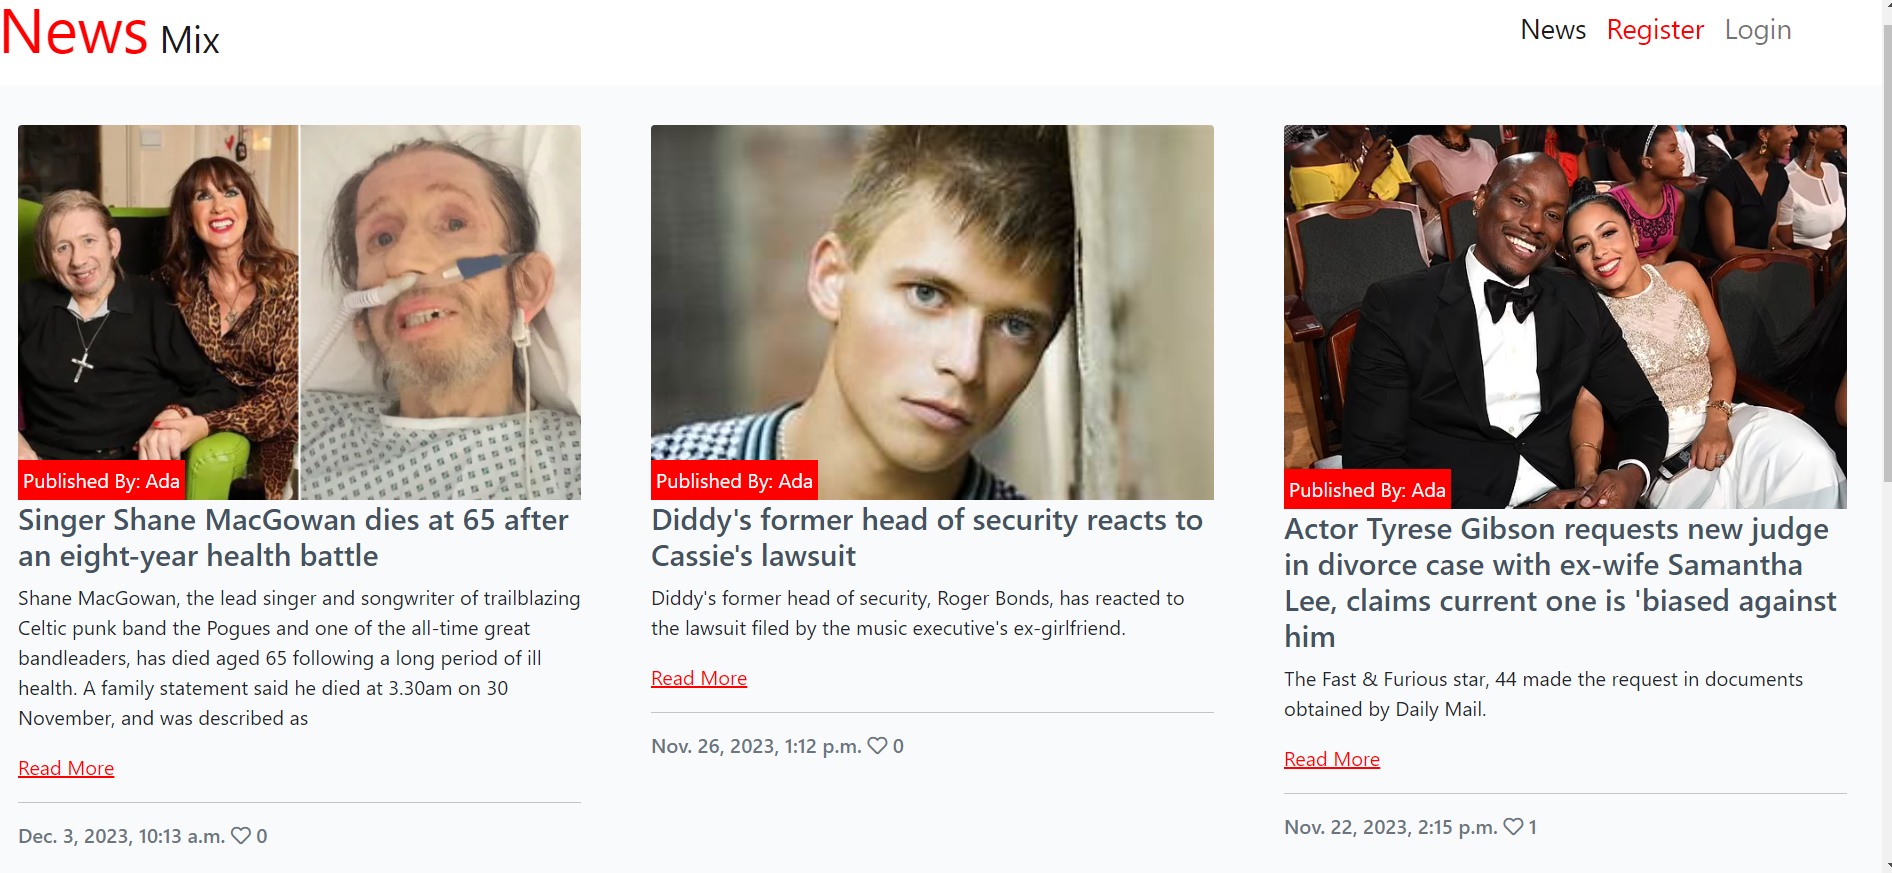 News Mix
News Register Login
Published By: Ada
Singer Shane MacGowan dies at 65 after
an eight-year health battle
Shane MacGowan, the lead singer and songwriter of trailblazing
Celtic punk band the Pogues and one of the all-time great
bandleaders, has died aged 65 following a long period of ill
health. A family statement said he died at 3.30am on 30
November, and was described as
Read More
Dec. 3, 2023, 10:13 a.m. 0
Published By: Ada
Diddy's former head of security reacts to
Cassie's lawsuit
Diddy's former head of security, Roger Bonds, has reacted to
the lawsuit filed by the music executive's ex-girlfriend.
Read More
Nov. 26, 2023, 1:12 p.m. 0
Published By: Ada
Actor Tyrese Gibson requests new judge
in divorce case with ex-wife Samantha
Lee, claims current one is 'biased against
him
The Fast & Furious star, 44 made the request in documents
obtained by Daily Mail.
Read More
Nov. 22, 2023, 2:15 p.m. 1